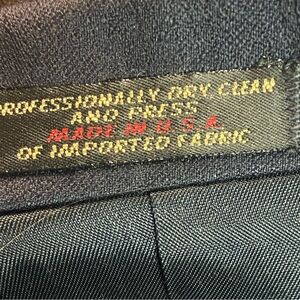 PROFESSIONALLY DRY CLEAN
AND PRESS
MADE IN U.S.A.
OF IMPORTED FABRIC